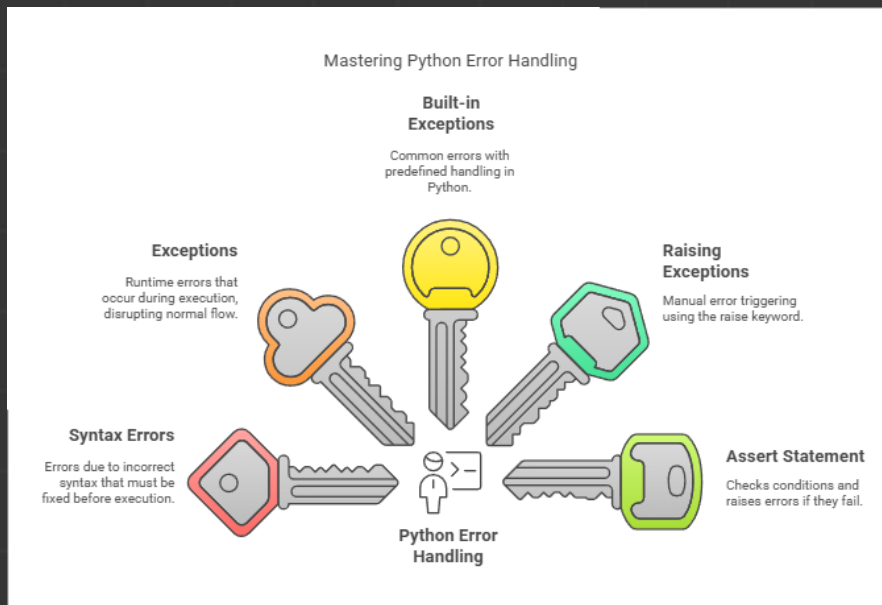 Mastering Python Error Handling
Built-in
Exceptions
Common errors with
predefined handling in
Python.
Exceptions
Runtime errors that
occur during execution,
disrupting normal flow.
Raising
Exceptions
Manual error triggering
using the raise keyword.
Syntax Errors
Errors due to incorrect
syntax that must be
fixed before execution.
Assert Statement
Checks conditions and
raises errors if they fail.
Python Error
Handling